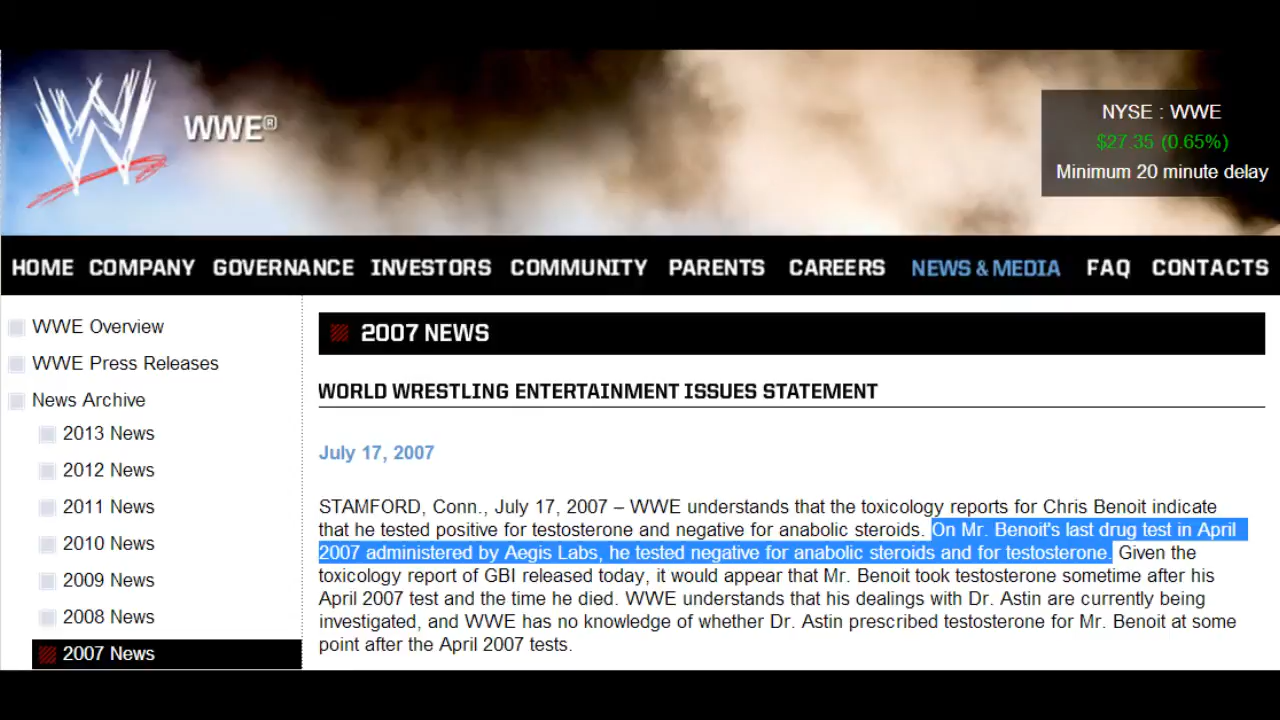 WWE®
NYSE : WWE
$27.35 (0.65%)
Minimum 20 minute delay
HOME COMPANY GOVERNANCE INVESTORS COMMUNITY PARENTS CAREERS NEWS & MEDIA FAQ CONTACTS
WWE Overview
WWE Press Releases
News Archive
2013 News
2012 News
2011 News
2010 News
2009 News
2008 News
2007 News
2007 NEWS
WORLD WRESTLING ENTERTAINMENT ISSUES STATEMENT
July 17, 2007
STAMFORD, Conn., July 17, 2007 – WWE understands that the toxicology reports for Chris Benoit indicate
that he tested positive for testosterone and negative for anabolic steroids. On Mr. Benoit's last drug test in April
2007 administered by Aegis Labs, he tested negative for anabolic steroids and for testosterone. Given the
toxicology report of GBI released today, it would appear that Mr. Benoit took testosterone sometime after his
April 2007 test and the time he died. WWE understands that his dealings with Dr. Astin are currently being
investigated, and WWE has no knowledge of whether Dr. Astin prescribed testosterone for Mr. Benoit at some
point after the April 2007 tests.